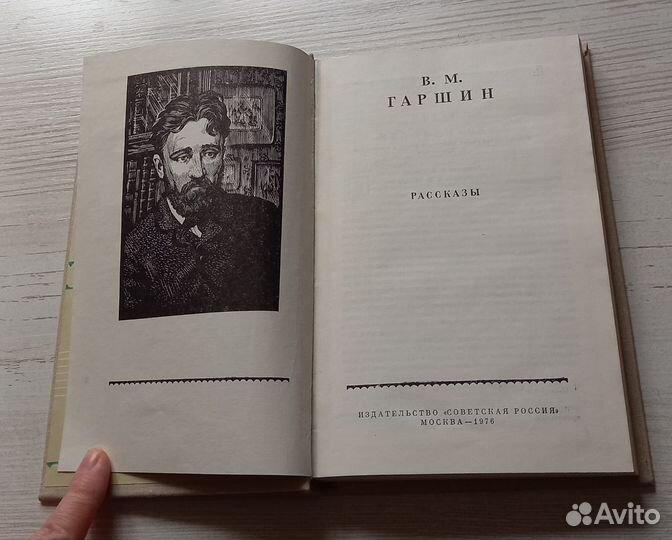 В. М.
ГАРШИН
РАССКАЗЫ
ИЗДАТЕЛЬСТВО «СОВЕТСКАЯ РОССИЯ»
МОСКВА—1976
Avito